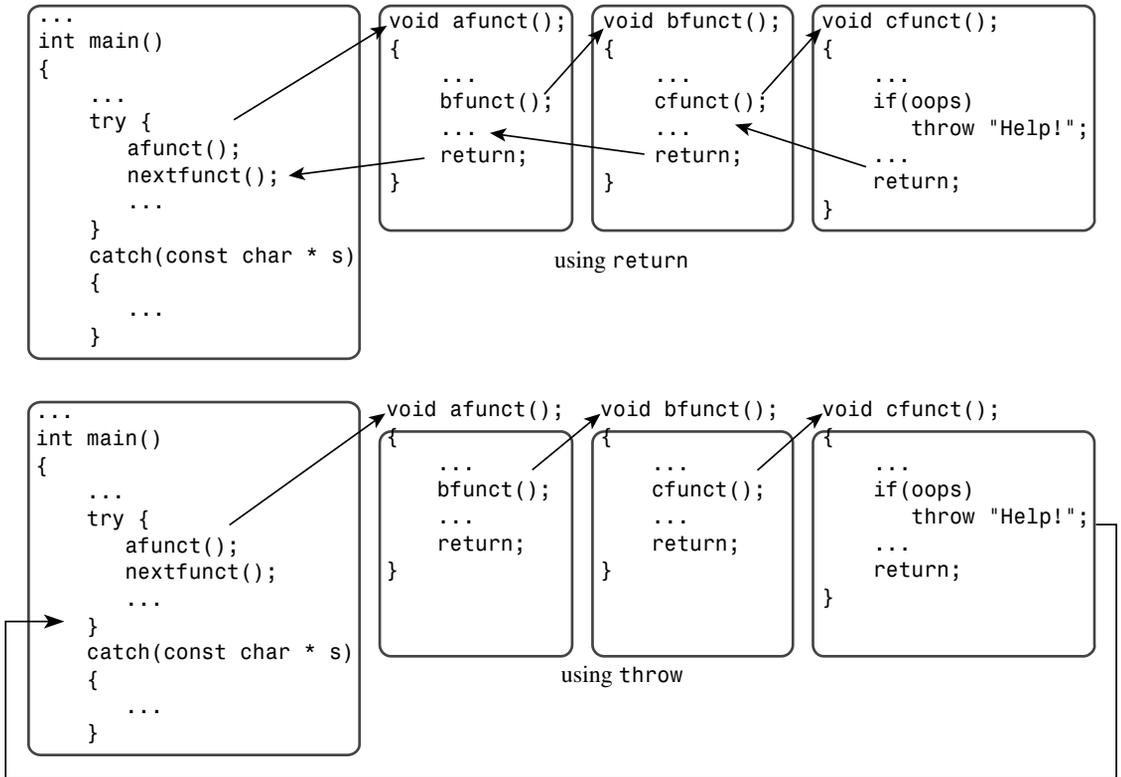 ...
int main()
{
...
try {
afunct();
nextfunct();
...
}
catch(const char * s)
{
...
}
void afunct();
{
...
bfunct();
...
return;
}
void bfunct();
{
...
cfunct();
...
return;
}
void cfunct();
{
...
if(oops)
throw "Help!";
...
return;
}
using return
...
int main()
{
...
try {
afunct();
nextfunct();
...
}
catch(const char * s)
{
...
}
void afunct();
{
...
bfunct();
...
return;
}
void bfunct();
{
...
cfunct();
...
return;
}
void cfunct();
{
...
if(oops)
throw "Help!";
...
return;
}
using throw